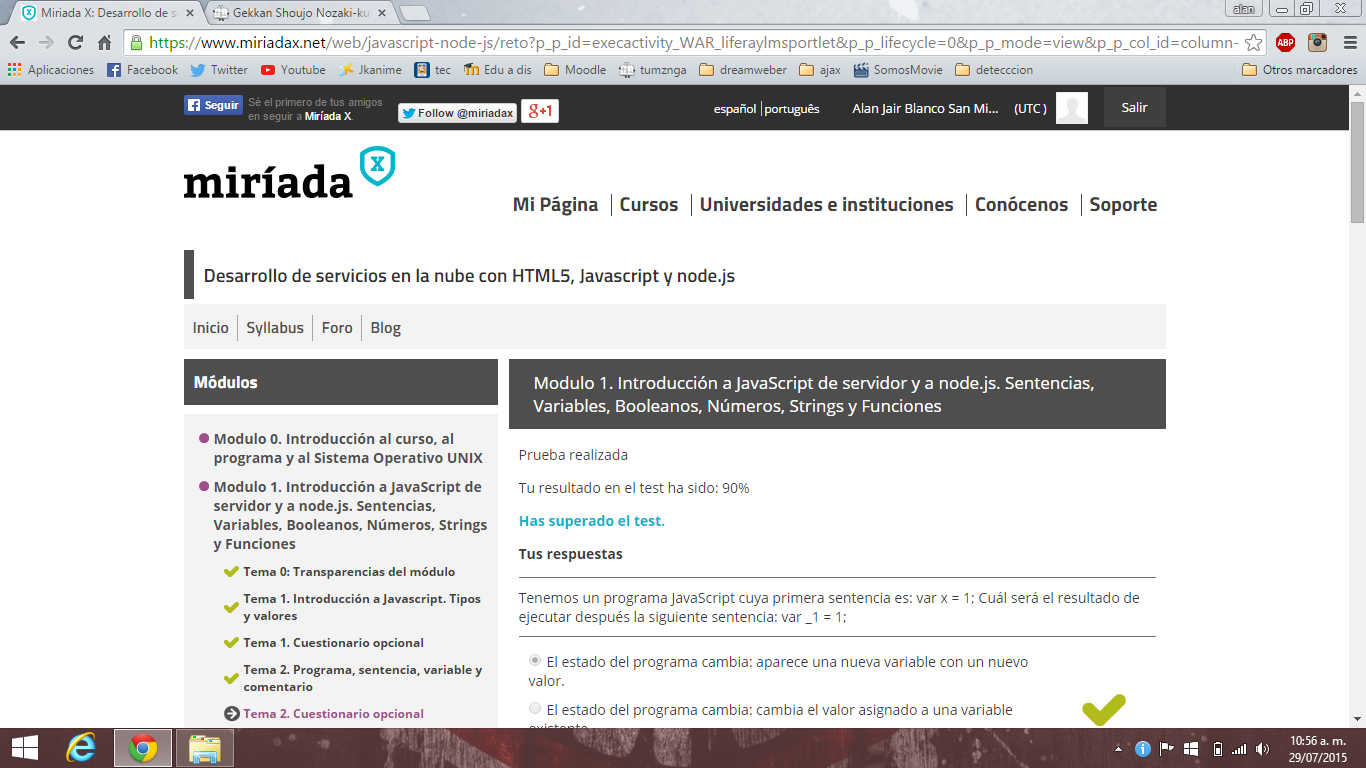 Miriada X: Desarrollo de s
Gekkan Shoujo Nozaki-ku
alan
https://www.miriadax.net/web/javascript-node-js/reto?p_p_id=execactivity_WAR_liferaylmsportlet&p_p_lifecycle=0&p_p_mode=view&p_p_col_id=column-
ABP
Aplicaciones Facebook Twitter Youtube Jkanime tec Edu a dis Moodle tumznga dreamweber ajax SomosMovie detecccion Otros marcadores
Seguir
Sé el primero de tus amigos
en seguir a Miríada X.
Follow @miriadax
g+1
español português
Alan Jair Blanco San Mi...
(UTC )
Salir
miríada X
Mi Página Cursos Universidades e instituciones Conócenos Soporte
Desarrollo de servicios en la nube con HTML5, Javascript y node.js
Inicio Syllabus Foro Blog
Módulos
Modulo 0. Introducción al curso, al
programa y al Sistema Operativo UNIX
Modulo 1. Introducción a JavaScript de
servidor y a node.js. Sentencias,
Variables, Booleanos, Números, Strings
y Funciones
Tema 0: Transparencias del módulo
Tema 1. Introducción a Javascript. Tipos
y valores
Tema 1. Cuestionario opcional
Tema 2. Programa, sentencia, variable y
comentario
Tema 2. Cuestionario opcional
Modulo 1. Introducción a JavaScript de servidor y a node.js. Sentencias,
Variables, Booleanos, Números, Strings y Funciones
Prueba realizada
Tu resultado en el test ha sido: 90%
Has superado el test.
Tus respuestas
Tenemos un programa JavaScript cuya primera sentencia es: var x = 1; Cuál será el resultado de
ejecutar después la siguiente sentencia: var _1 = 1;
El estado del programa cambia: aparece una nueva variable con un nuevo
valor.
El estado del programa cambia: cambia el valor asignado a una variable
existente
10:56 a. m.
29/07/2015